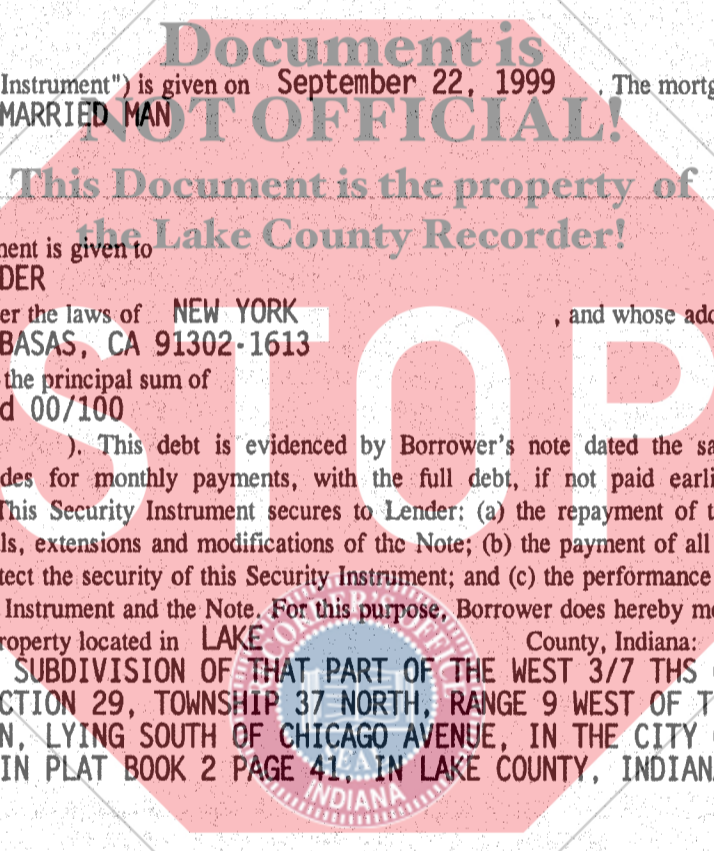 Document is
Instrument") is given on September 22, 1999 . The mortg
MARRIED MAN
NOT OFFICIAL!
This Document is the property of
the Lake County Recorder!
ment is given to
DER
er the laws of NEW YORK , and whose add
BASAS, CA 91302-1613
the principal sum of
d 00/100
STOP
). This debt is evidenced by Borrower's note dated the sa
des for monthly payments, with the full debt, if not paid earli
This Security Instrument secures to Lender: (a) the repayment of t
ls, extensions and modifications of the Note; (b) the payment of all
tect the security of this Security Instrument; and (c) the performance
Instrument and the Note. For this purpose, Borrower does hereby mo
roperty located in LAKE County, Indiana:
SUBDIVISION OF THAT PART OF THE WEST 3/7 THS
CTION 29, TOWNSHIP 37 NORTH, RANGE 9 WEST OF T
N, LYING SOUTH OF CHICAGO AVENUE, IN THE CITY
IN PLAT BOOK 2 PAGE 41, IN LAKE COUNTY, INDIAN
RECORDER'S OFFICE
SEAL
INDIANA